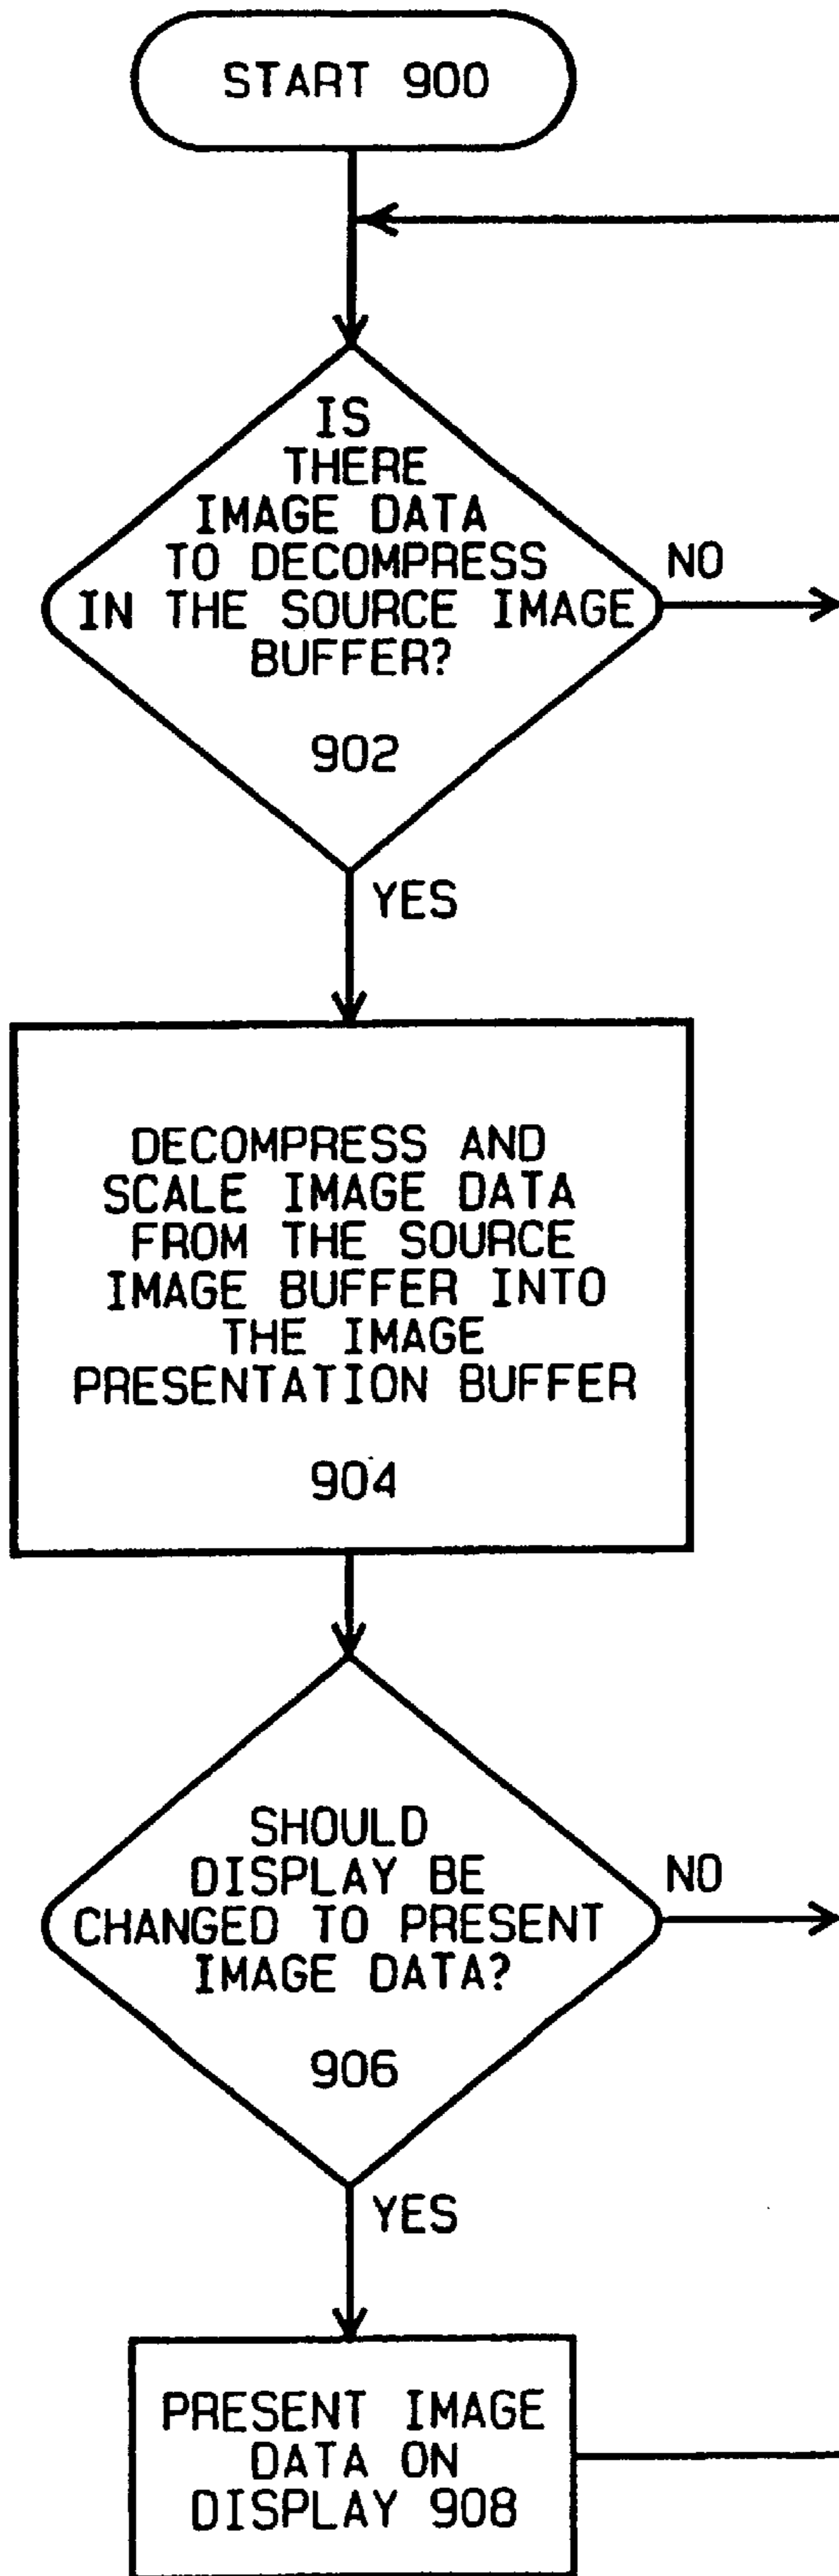 START 900
IS
THERE
IMAGE DATA
TO DECOMPRESS
IN THE SOURCE IMAGE
BUFFER?
902
NO
YES
DECOMPRESS AND
SCALE IMAGE DATA
FROM THE SOURCE
IMAGE BUFFER INTO
THE IMAGE
PRESENTATION BUFFER
904
SHOULD
DISPLAY BE
CHANGED TO PRESENT
IMAGE DATA?
906
NO
YES
PRESENT IMAGE
DATA ON
DISPLAY 908